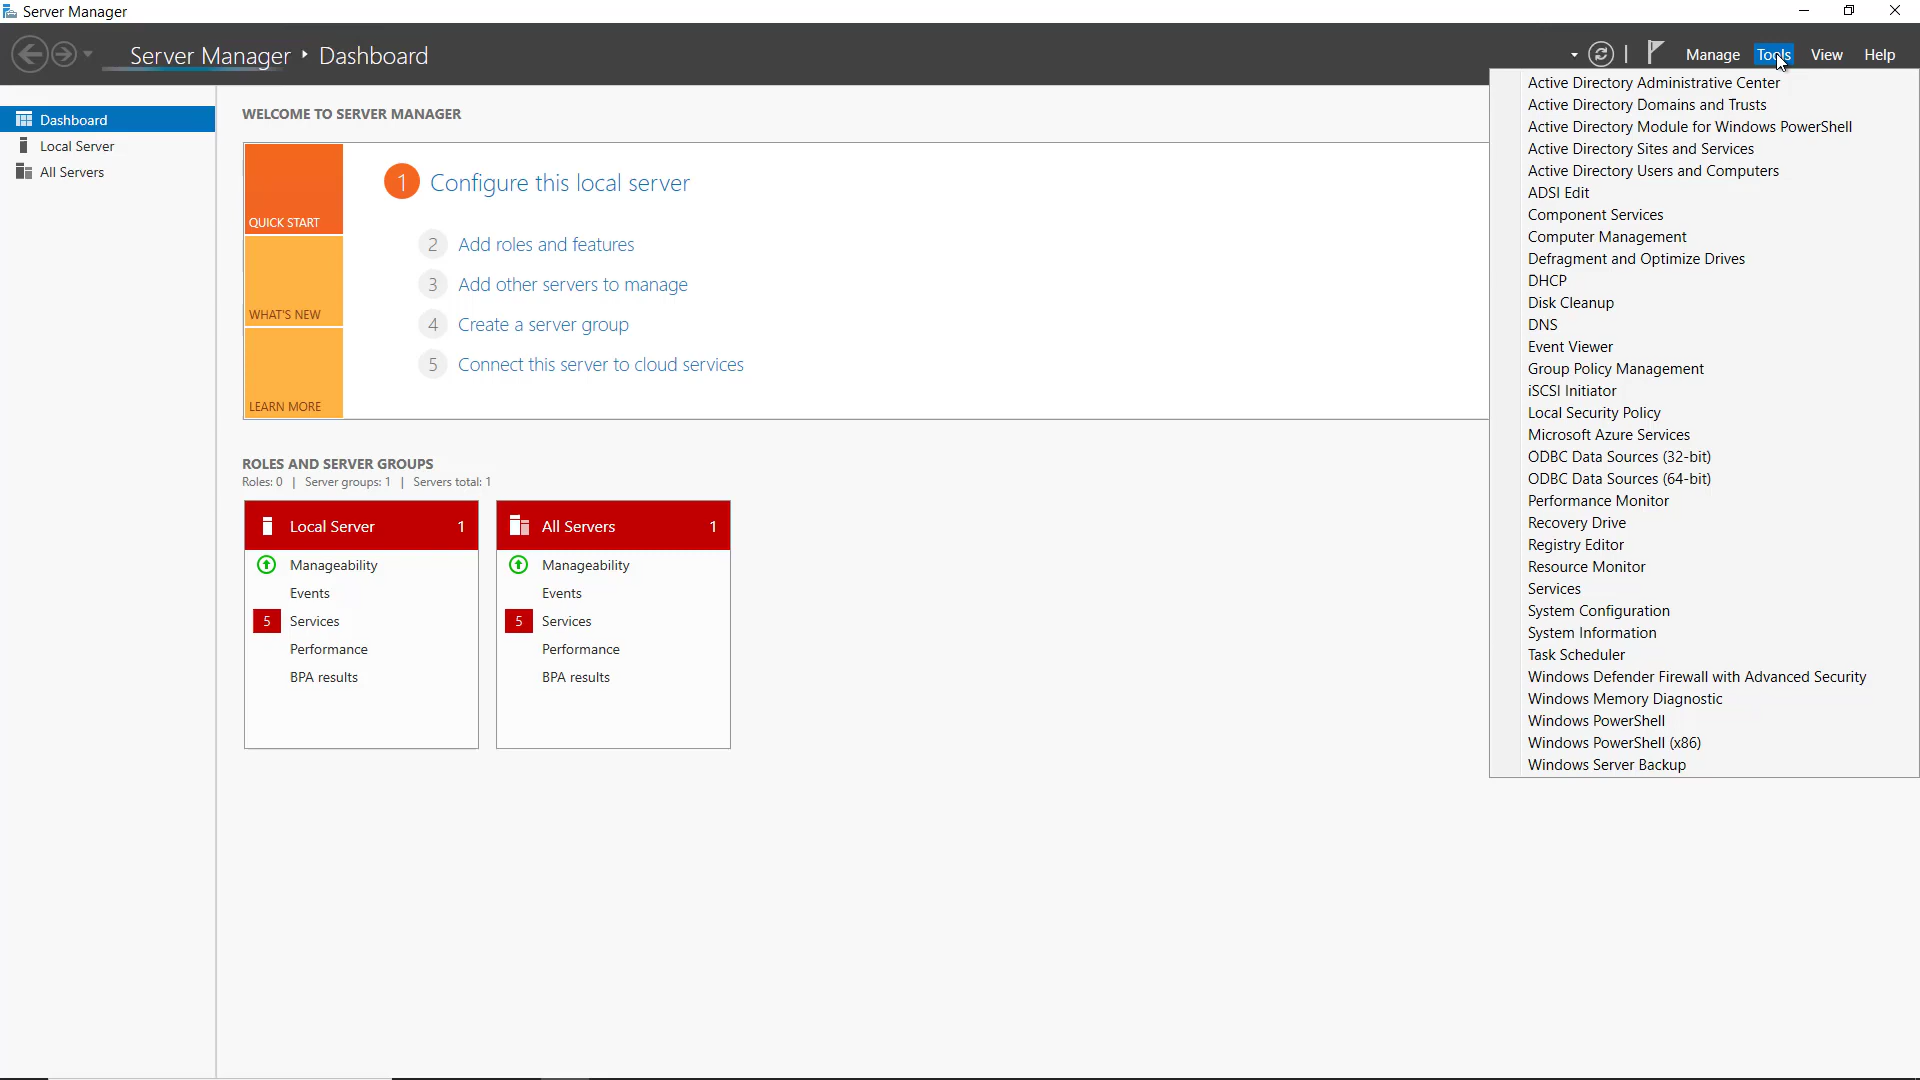 Server Manager
Server Manager ‣ Dashboard
| Manage Tools View Help
Dashboard
Local Server
All Servers
WELCOME TO SERVER MANAGER
QUICK START
WHAT'S NEW
LEARN MORE
1 Configure this local server
2 Add roles and features
3 Add other servers to manage
4 Create a server group
5 Connect this server to cloud services
ROLES AND SERVER GROUPS
Roles: 0 | Server groups: 1 | Servers total: 1
Local Server 1
Manageability
Events
5 Services
Performance
BPA results
All Servers 1
Manageability
Events
5 Services
Performance
BPA results
Active Directory Administrative Center
Active Directory Domains and Trusts
Active Directory Module for Windows PowerShell
Active Directory Sites and Services
Active Directory Users and Computers
ADSI Edit
Component Services
Computer Management
Defragment and Optimize Drives
DHCP
Disk Cleanup
DNS
Event Viewer
Group Policy Management
iSCSI Initiator
Local Security Policy
Microsoft Azure Services
ODBC Data Sources (32-bit)
ODBC Data Sources (64-bit)
Performance Monitor
Recovery Drive
Registry Editor
Resource Monitor
Services
System Configuration
System Information
Task Scheduler
Windows Defender Firewall with Advanced Security
Windows Memory Diagnostic
Windows PowerShell
Windows PowerShell (x86)
Windows Server Backup